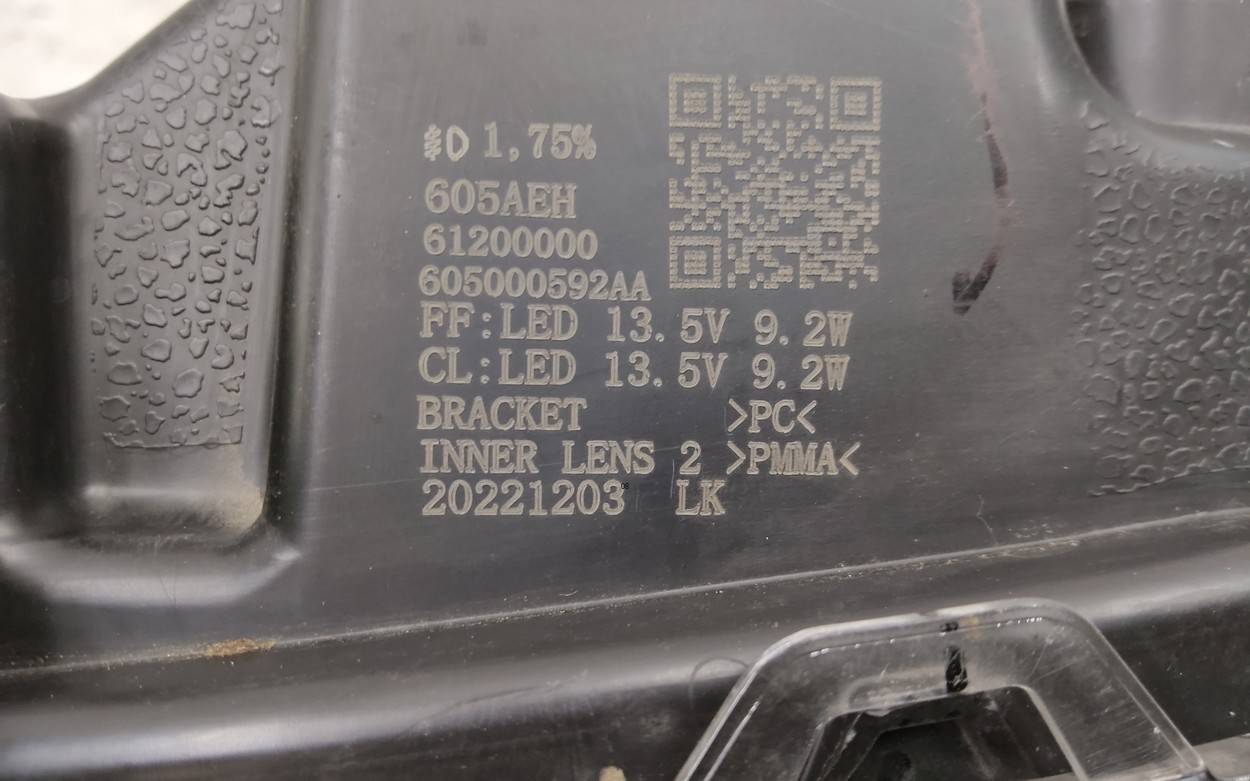 1,75%
605AEH
61200000
605000592AA
FF:LED 13.5V 9.2W
CL:LED 13.5V 9.2W
BRACKET >PC<
INNER LENS 2 >PMMA<
20221203 LK